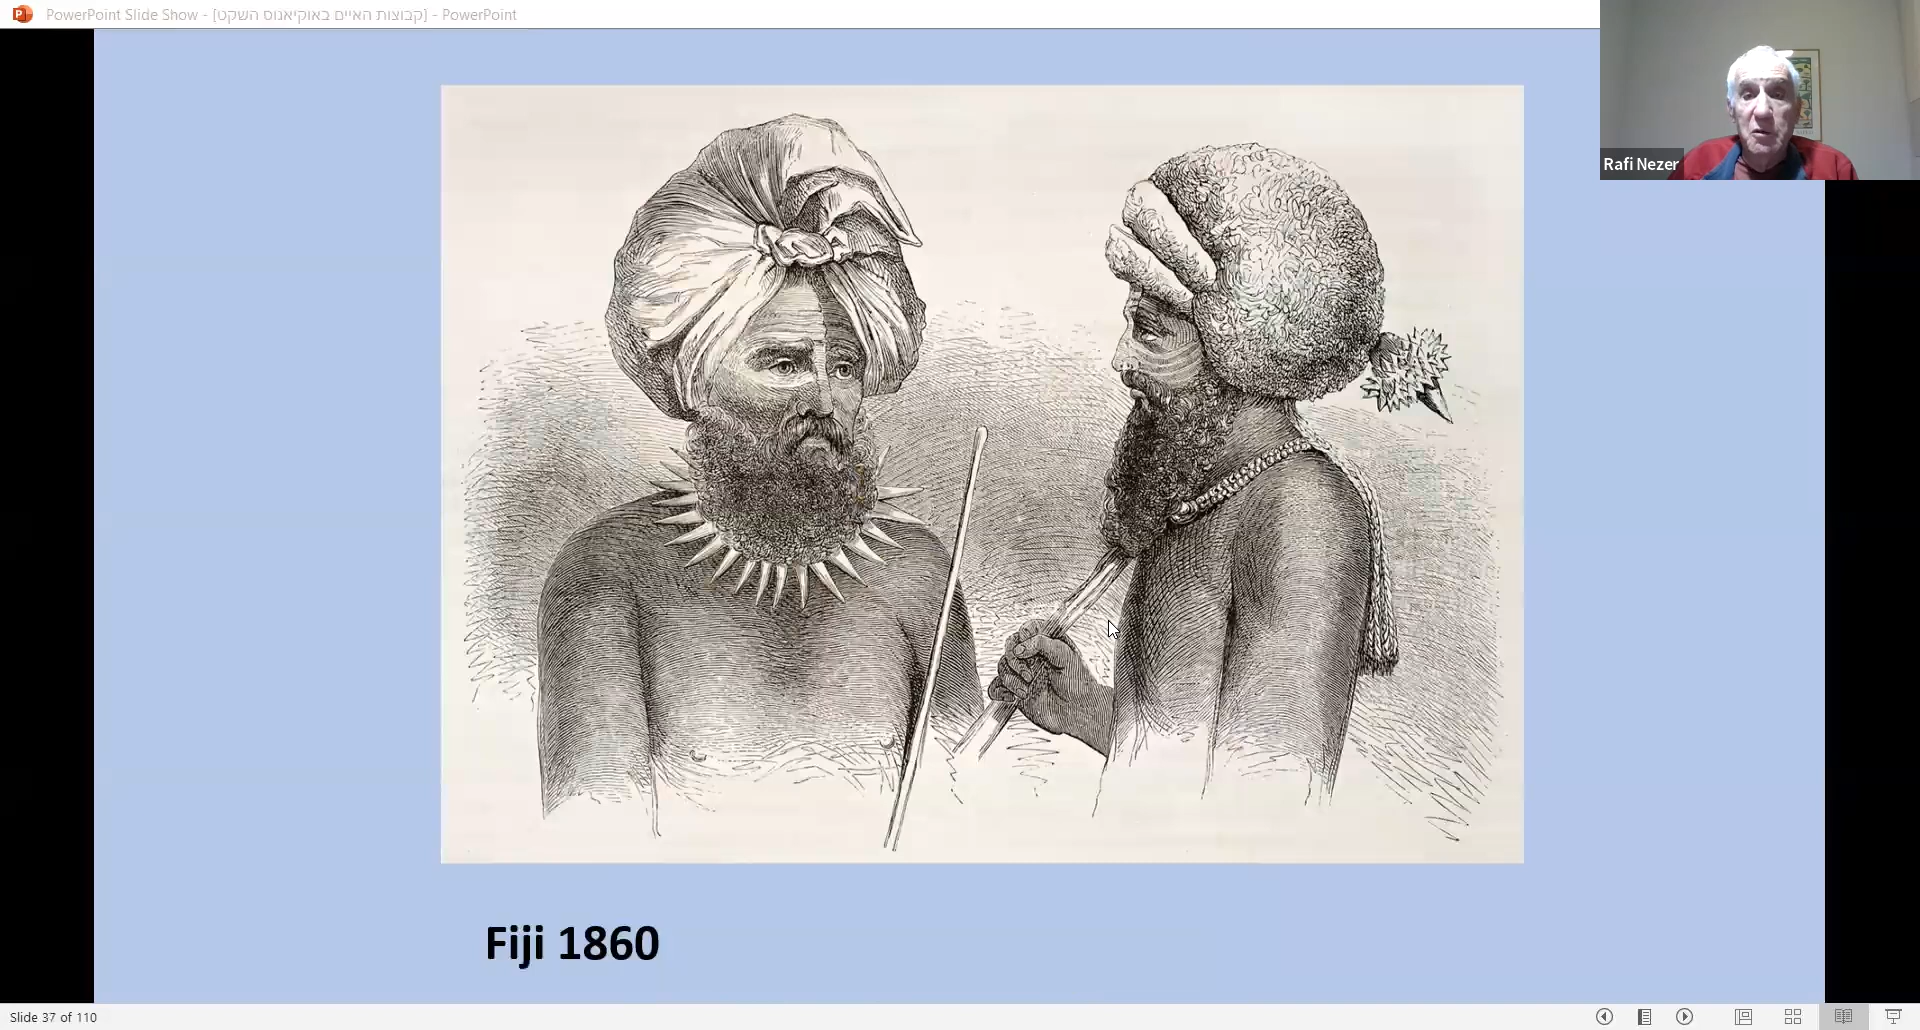 PowerPoint Slide Show - [קבוצות האיים באוקיאנוס השקט] - PowerPoint
Rafi Nezer
Fiji 1860
Slide 37 of 110